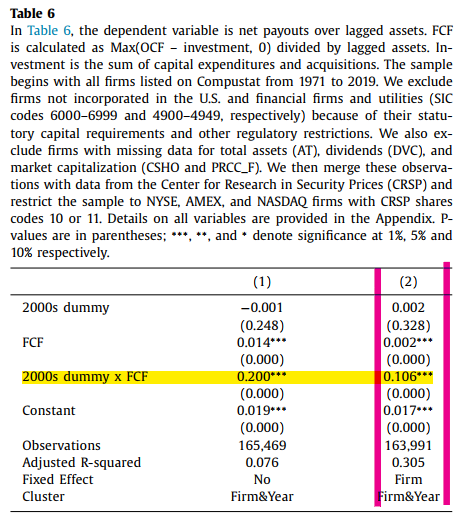 Table 6
In Table 6, the dependent variable is net payouts over lagged assets. FCF
is calculated as Max(OCF – investment, 0) divided by lagged assets. In-
vestment is the sum of capital expenditures and acquisitions. The sample
begins with all firms listed on Compustat from 1971 to 2019. We exclude
firms not incorporated in the U.S. and financial firms and utilities (SIC
codes 6000–6999 and 4900–4949, respectively) because of their statu-
tory capital requirements and other regulatory restrictions. We also ex-
clude firms with missing data for total assets (AT), dividends (DVC), and
market capitalization (CSHO and PRCC_F). We then merge these observa-
tions with data from the Center for Research in Security Prices (CRSP) and
restrict the sample to NYSE, AMEX, and NASDAQ firms with CRSP shares
codes 10 or 11. Details on all variables are provided in the Appendix. P-
values are in parentheses; ***, **, and * denote significance at 1%, 5% and
10% respectively.
(1) (2)
2000s dummy −0.001 0.002
(0.248) (0.328)
FCF 0.014*** 0.002***
(0.000) (0.000)
2000s dummy x FCF 0.200*** 0.106***
(0.000) (0.000)
Constant 0.019*** 0.017***
(0.000) (0.000)
Observations 165,469 163,991
Adjusted R-squared 0.076 0.305
Fixed Effect No Firm
Cluster Firm&Year Firm&Year